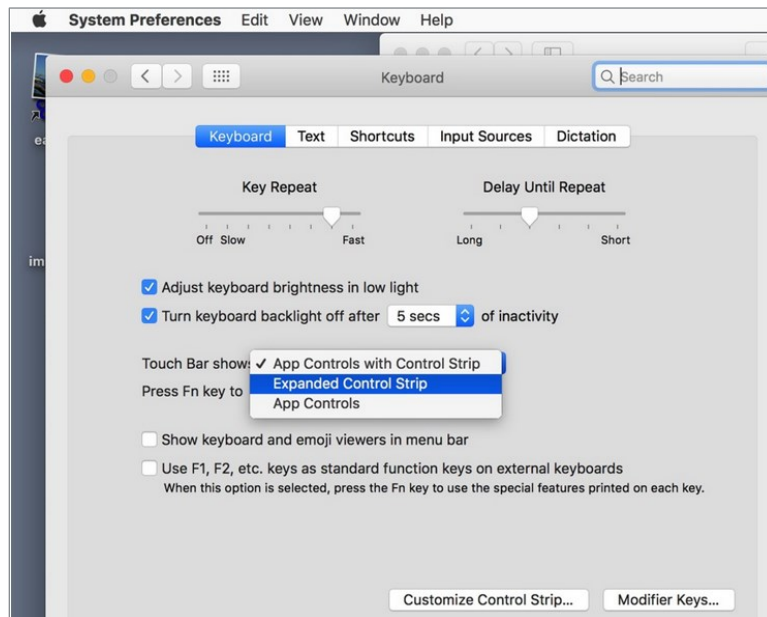 System Preferences Edit View Window Help
Keyboard
Search
Keyboard Text Shortcuts Input Sources Dictation
Key Repeat
Delay Until Repeat
Off Slow Fast
Long Short
Adjust keyboard brightness in low light
Turn keyboard backlight off after 5 secs of inactivity
Touch Bar shows
✓ App Controls with Control Strip
Expanded Control Strip
App Controls
Press Fn key to
Show keyboard and emoji viewers in menu bar
Use F1, F2, etc. keys as standard function keys on external keyboards
When this option is selected, press the Fn key to use the special features printed on each key.
Customize Control Strip... Modifier Keys...